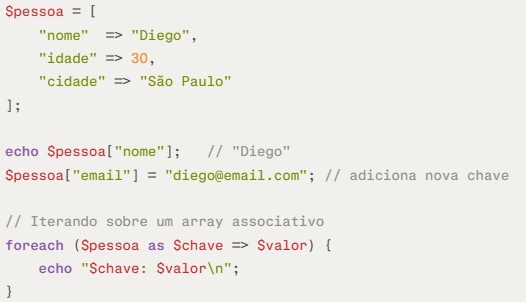 $pessoa = [
    "nome"  => "Diego",
    "idade" => 30,
    "cidade" => "São Paulo"
];

echo $pessoa["nome"];   // "Diego"
$pessoa["email"] = "diego@email.com"; // adiciona nova chave

// Iterando sobre um array associativo
foreach ($pessoa as $chave => $valor) {
    echo "$chave: $valor\n";
}